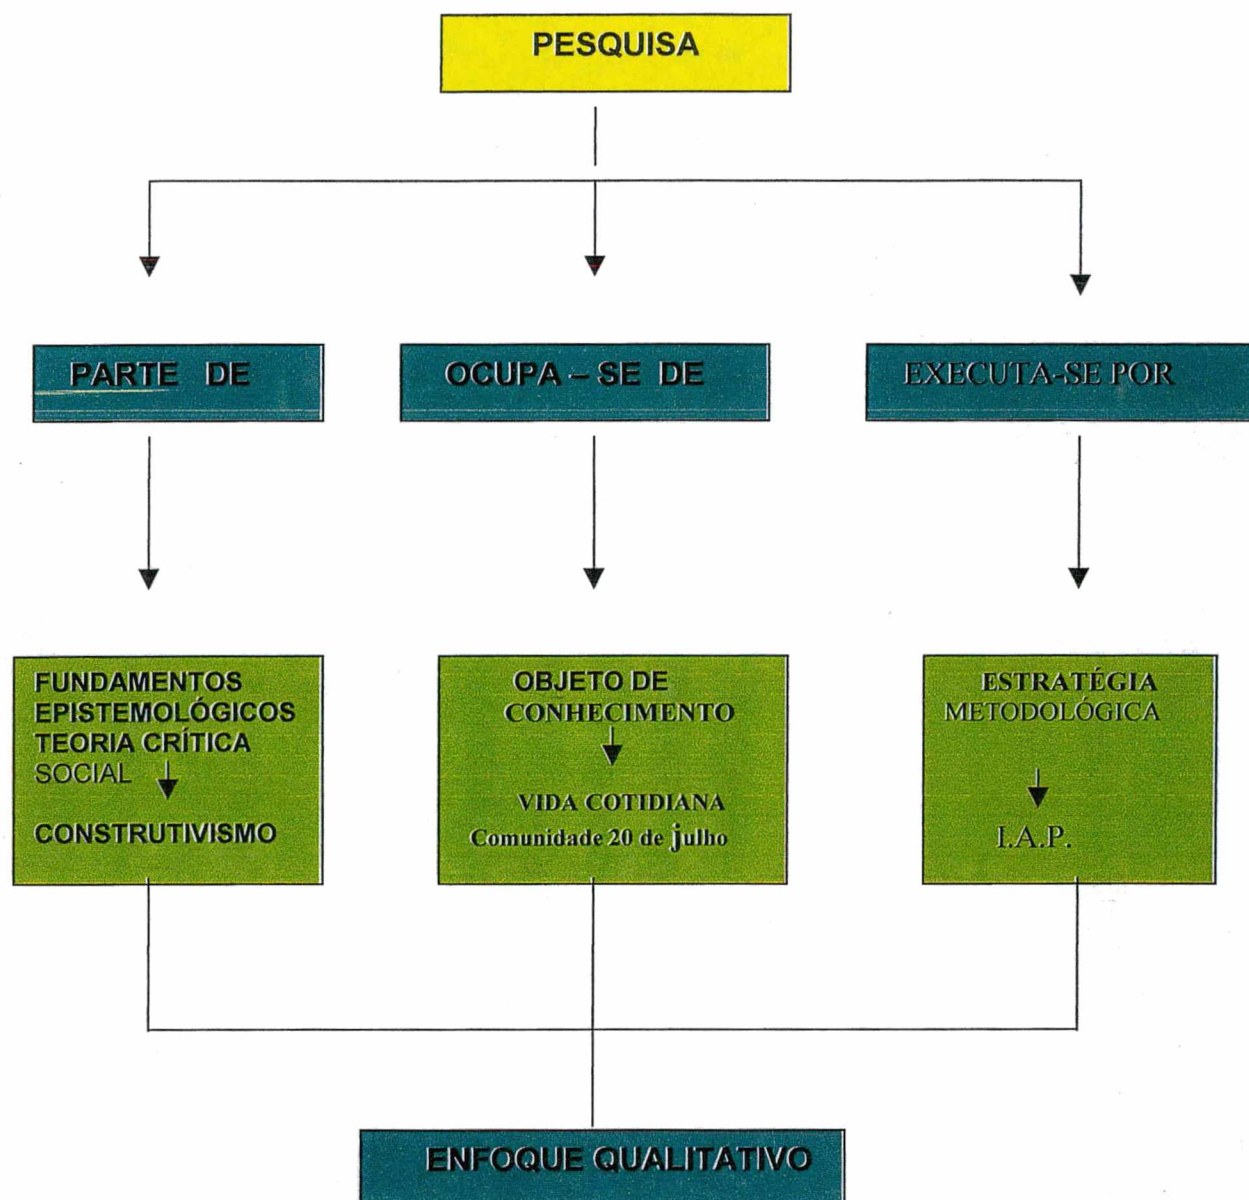 PESQUISA
PARTE DE
OCUPA – SE DE
EXECUTA-SE POR
FUNDAMENTOS
EPISTEMOLÓGICOS
TEORIA CRÍTICA
SOCIAL
CONSTRUTIVISMO
OBJETO DE
CONHECIMENTO
VIDA COTIDIANA
Comunidade 20 de julho
ESTRATÉGIA
METODOLÓGICA
I.A.P.
ENFOQUE QUALITATIVO